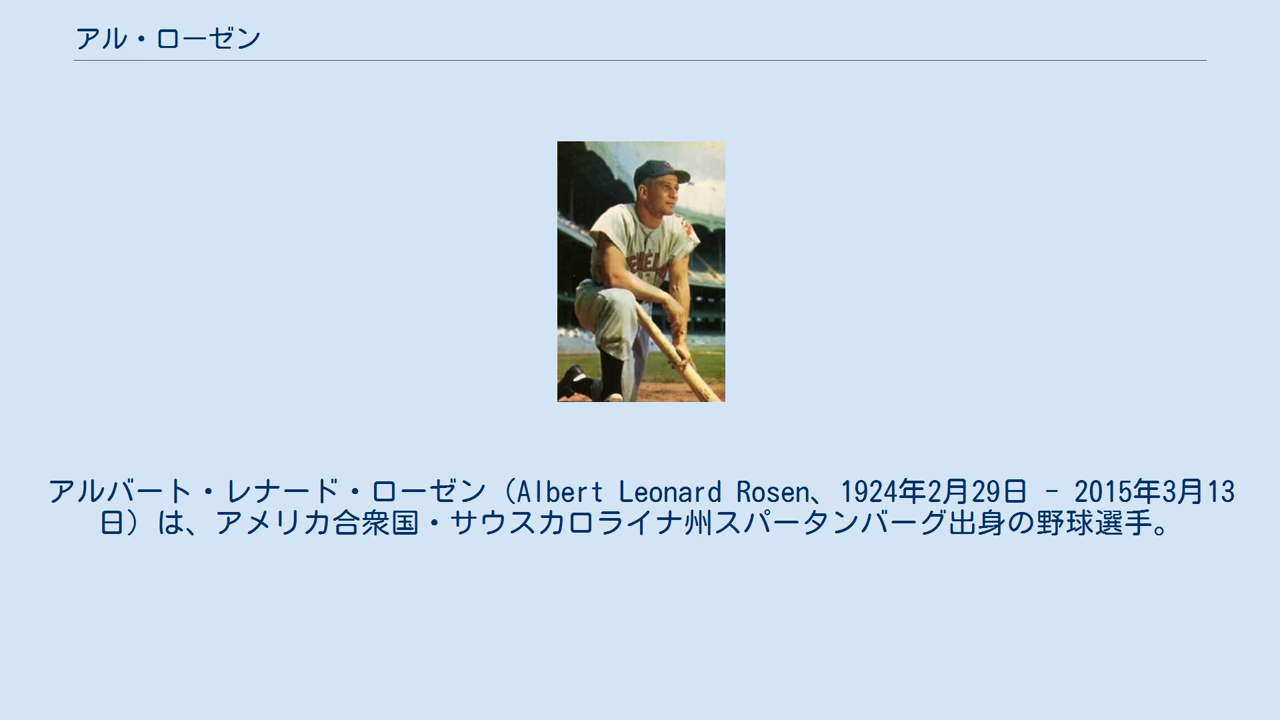 アル・ローゼン
アルバート・レナード・ローゼン（Albert Leonard Rosen、1924年2月29日 - 2015年3月13
日）は、アメリカ合衆国・サウスカロライナ州スパータンバーグ出身の野球選手。